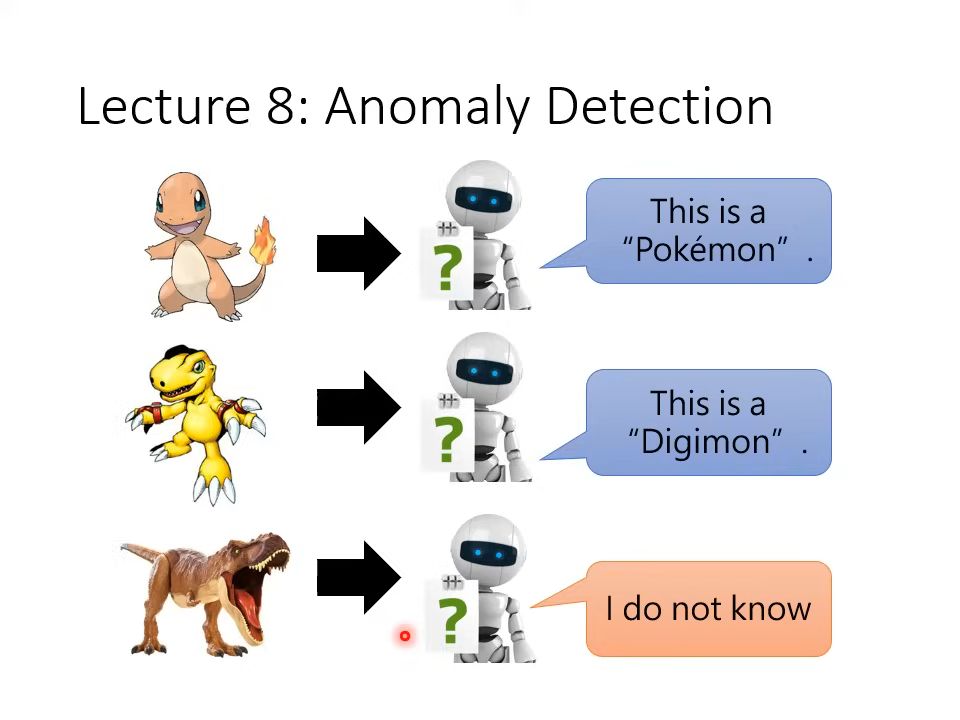 Lecture 8: Anomaly Detection
?
This is a
“Pokémon” .
?
This is a
“Digimon” .
?
I do not know